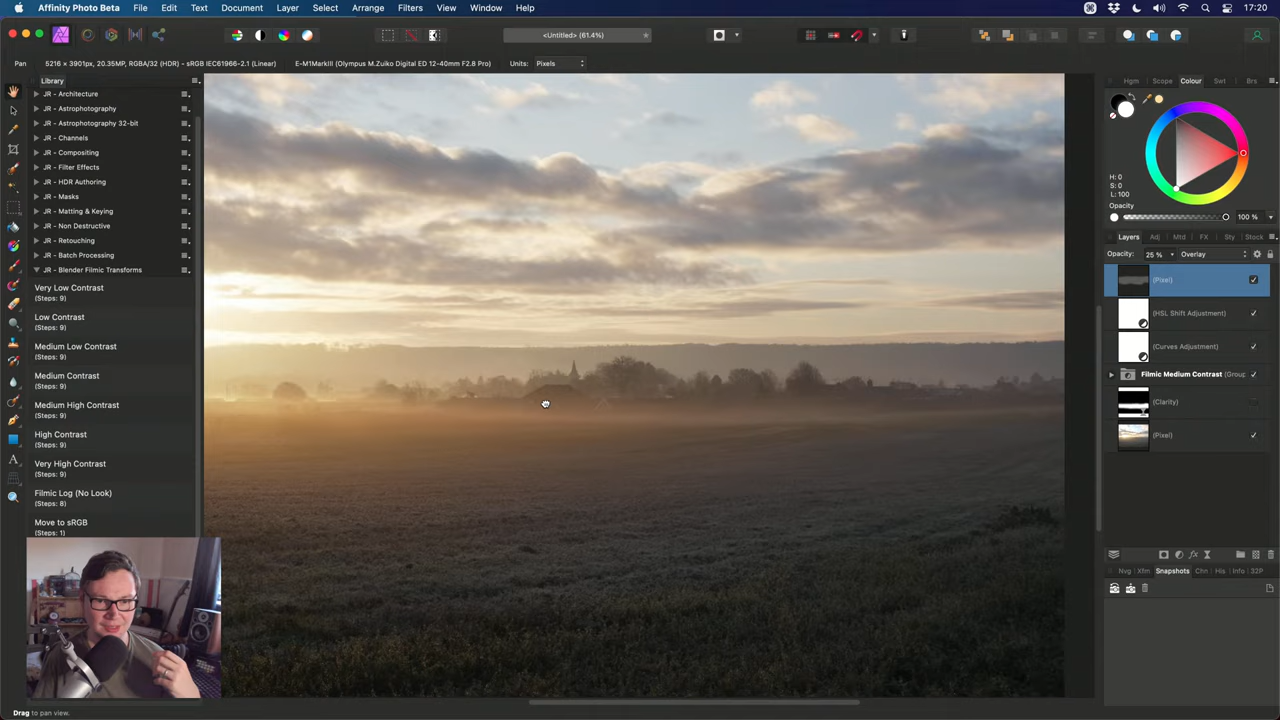 Affinity Photo Beta File Edit Text Document Layer Select Arrange Filters View Window Help 17:20
<Untitled> (61.4%)
Pan 5216 × 3901px, 20.35MP, RGBA/32 (HDR) - sRGB IEC61966-2.1 (Linear) E-M1MarkIII (Olympus M.Zuiko Digital ED 12-40mm F2.8 Pro) Units: Pixels
Library
JR - Architecture
JR - Astrophotography
JR - Astrophotography 32-bit
JR - Channels
JR - Compositing
JR - Filter Effects
JR - HDR Authoring
JR - Masks
JR - Matting & Keying
JR - Non Destructive
JR - Retouching
JR - Batch Processing
JR - Blender Filmic Transforms
Very Low Contrast
(Steps: 9)
Low Contrast
(Steps: 9)
Medium Low Contrast
(Steps: 9)
Medium Contrast
(Steps: 9)
Medium High Contrast
(Steps: 9)
High Contrast
(Steps: 9)
Very High Contrast
(Steps: 9)
Filmic Log (No Look)
(Steps: 8)
Move to sRGB
(Steps: 1)
Hgm Scope Colour Swt Brs
H: 0
S: 0
L: 100
Opacity
100 %
Layers Adj Mtd FX Sty Stock
Opacity: 25 % Overlay
(Pixel)
(HSL Shift Adjustment)
(Curves Adjustment)
Filmic Medium Contrast (Group
(Clarity)
(Pixel)
Nvg Xfm Snapshots Chn His Info 32P
Drag to pan view.